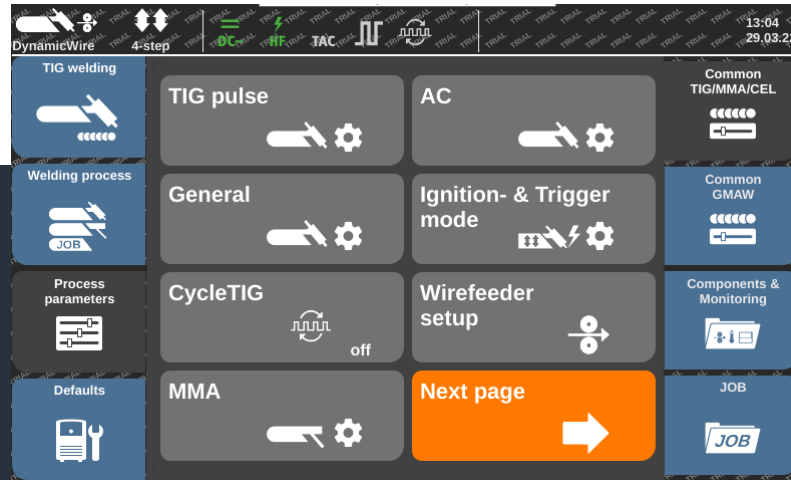 DynamicWire
4-step
DC-
HF
TAC
13:04
29.03.2
TIG welding
Welding process
JOB
Process
parameters
Defaults
TIG pulse
AC
General
Ignition- & Trigger
mode
CycleTIG
off
Wirefeeder
setup
MMA
Next page
Common
TIG/MMA/CEL
Common
GMAW
Components &
Monitoring
JOB
JOB
TRIAL